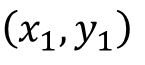 (x₁, y₁)